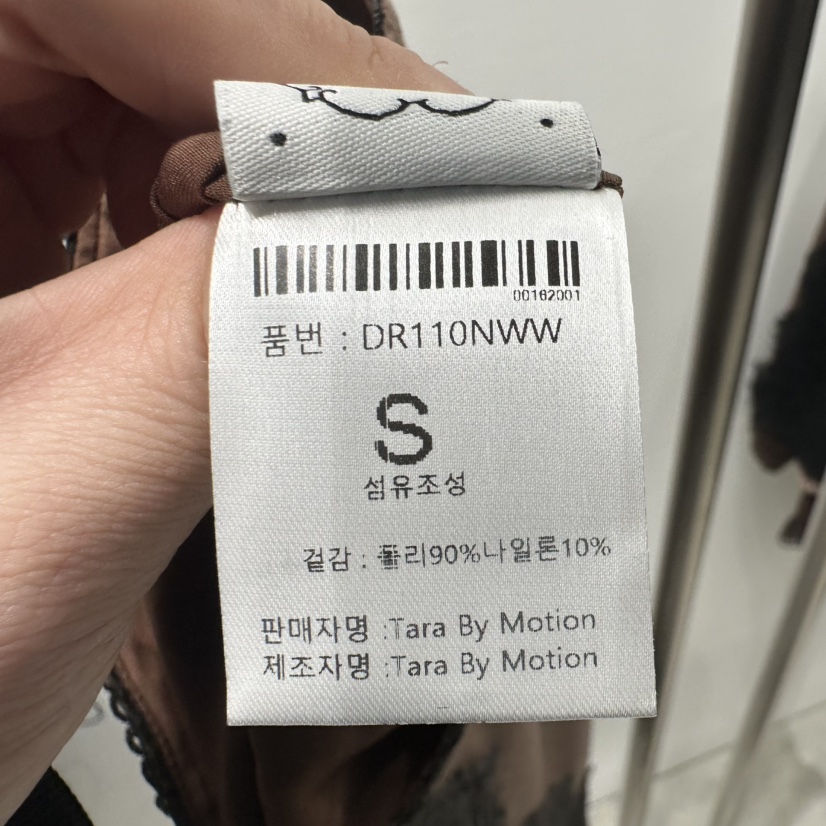 00162001
품번 : DR110NWW
S
섬유조성
겉감 : 폴리90%나일론10%
판매자명 :Tara By Motion
제조자명 :Tara By Motion